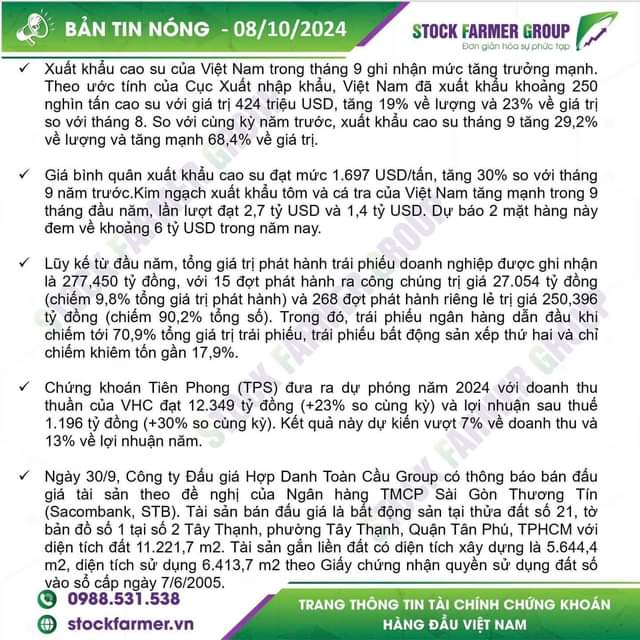 BẢN TIN NÓNG - 08/10/2024
STOCK FARMER GROUP
Đơn giản hóa sự phức tạp
✓ Xuất khẩu cao su của Việt Nam trong tháng 9 ghi nhận mức tăng trưởng mạnh.
Theo ước tính của Cục Xuất nhập khẩu, Việt Nam đã xuất khẩu khoảng 250
nghìn tấn cao su với giá trị 424 triệu USD, tăng 19% về lượng và 23% về giá trị
so với tháng 8. So với cùng kỳ năm trước, xuất khẩu cao su tháng 9 tăng 29,2%
về lượng và tăng mạnh 68,4% về giá trị.
✓ Giá bình quân xuất khẩu cao su đạt mức 1.697 USD/tấn, tăng 30% so với tháng
9 năm trước.Kim ngạch xuất khẩu tôm và cá tra của Việt Nam tăng mạnh trong 9
tháng đầu năm, lần lượt đạt 2,7 tỷ USD và 1,4 tỷ USD. Dự báo 2 mặt hàng này
đem về khoảng 6 tỷ USD trong năm nay.
✓ Lũy kế từ đầu năm, tổng giá trị phát hành trái phiếu doanh nghiệp được ghi nhận
là 277,450 tỷ đồng, với 15 đợt phát hành ra công chúng trị giá 27.054 tỷ đồng
(chiếm 9,8% tổng giá trị phát hành) và 268 đợt phát hành riêng lẻ trị giá 250,396
tỷ đồng (chiếm 90,2% tổng số). Trong đó, trái phiếu ngân hàng dẫn đầu khi
chiếm tới 70,9% tổng giá trị trái phiếu, trái phiếu bất động sản xếp thứ hai và chỉ
chiếm khiêm tốn gần 17,9%.
✓ Chứng khoán Tiên Phong (TPS) đưa ra dự phóng năm 2024 với doanh thu
thuần của VHC đạt 12.349 tỷ đồng (+23% so cùng kỳ) và lợi nhuận sau thuế
1.196 tỷ đồng (+30% so cùng kỳ). Kết quả này dự kiến vượt 7% về doanh thu và
13% về lợi nhuận năm.
✓ Ngày 30/9, Công ty Đấu giá Hợp Danh Toàn Cầu Group có thông báo bán đấu
giá tài sản theo đề nghị của Ngân hàng TMCP Sài Gòn Thương Tín
(Sacombank, STB). Tài sản bán đấu giá là bất động sản tại thửa đất số 21, tờ
bản đồ số 1 tại số 2 Tây Thạnh, phường Tây Thạnh, Quận Tân Phú, TPHCM với
diện tích đất 11.221,7 m2. Tài sản gắn liền đất có diện tích xây dựng là 5.644,4
m2, diện tích sử dụng 6.413,7 m2 theo Giấy chứng nhận quyền sử dụng đất số
vào sổ cấp ngày 7/6/2005.
STOCK FARMER GROUP
0988.531.538
stockfarmer.vn
TRANG THÔNG TIN TÀI CHÍNH CHỨNG KHOÁN
HÀNG ĐẦU VIỆT NAM